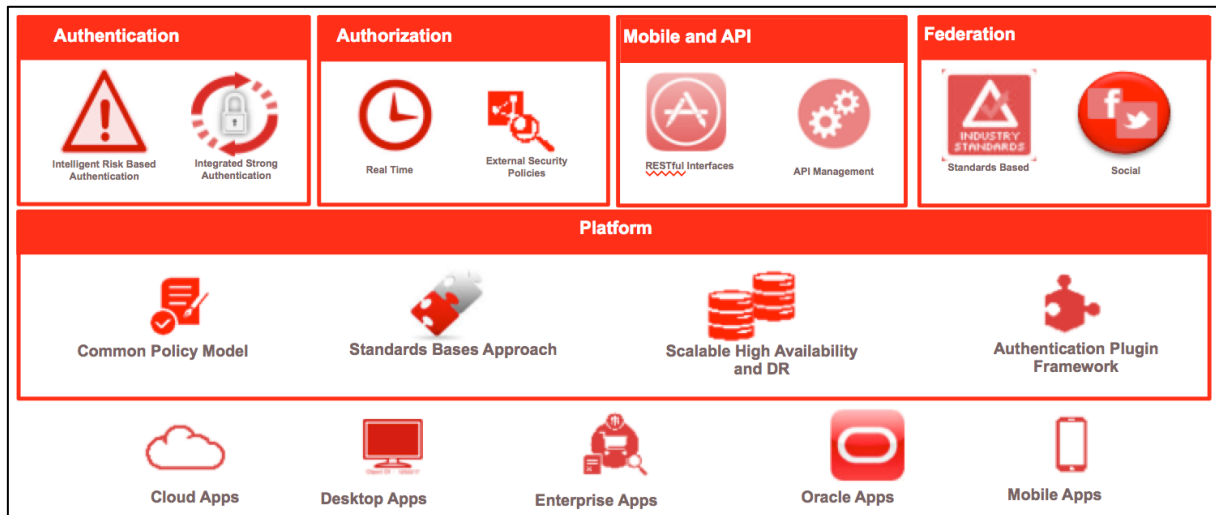 Authentication
Authorization
Mobile and API
Federation
Intelligent Risk Based
Authentication
Integrated Strong
Authentication
Real Time
External Security
Policies
RESTful Interfaces
API Management
INDUSTRY
STANDARDS
Standards Based
Social
Platform
Common Policy Model
Standards Bases Approach
Scalable High Availability
and DR
Authentication Plugin
Framework
Cloud Apps
Desktop Apps
Enterprise Apps
Oracle Apps
Mobile Apps